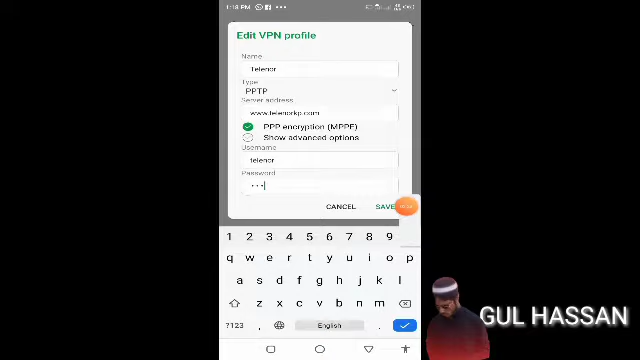 1:18 PM
Edit VPN profile
Name
Telenor
Type
PPTP
Server address
www.telenorkp.com
PPP encryption (MPPE)
Show advanced options
Username
telenor
Password
•••
CANCEL SAVE
1 2 3 4 5 6 7 8 9
q w e r t y u i o p
a s d f g h j k l
z x c v b n m
?123 , English .
GUL HASSAN